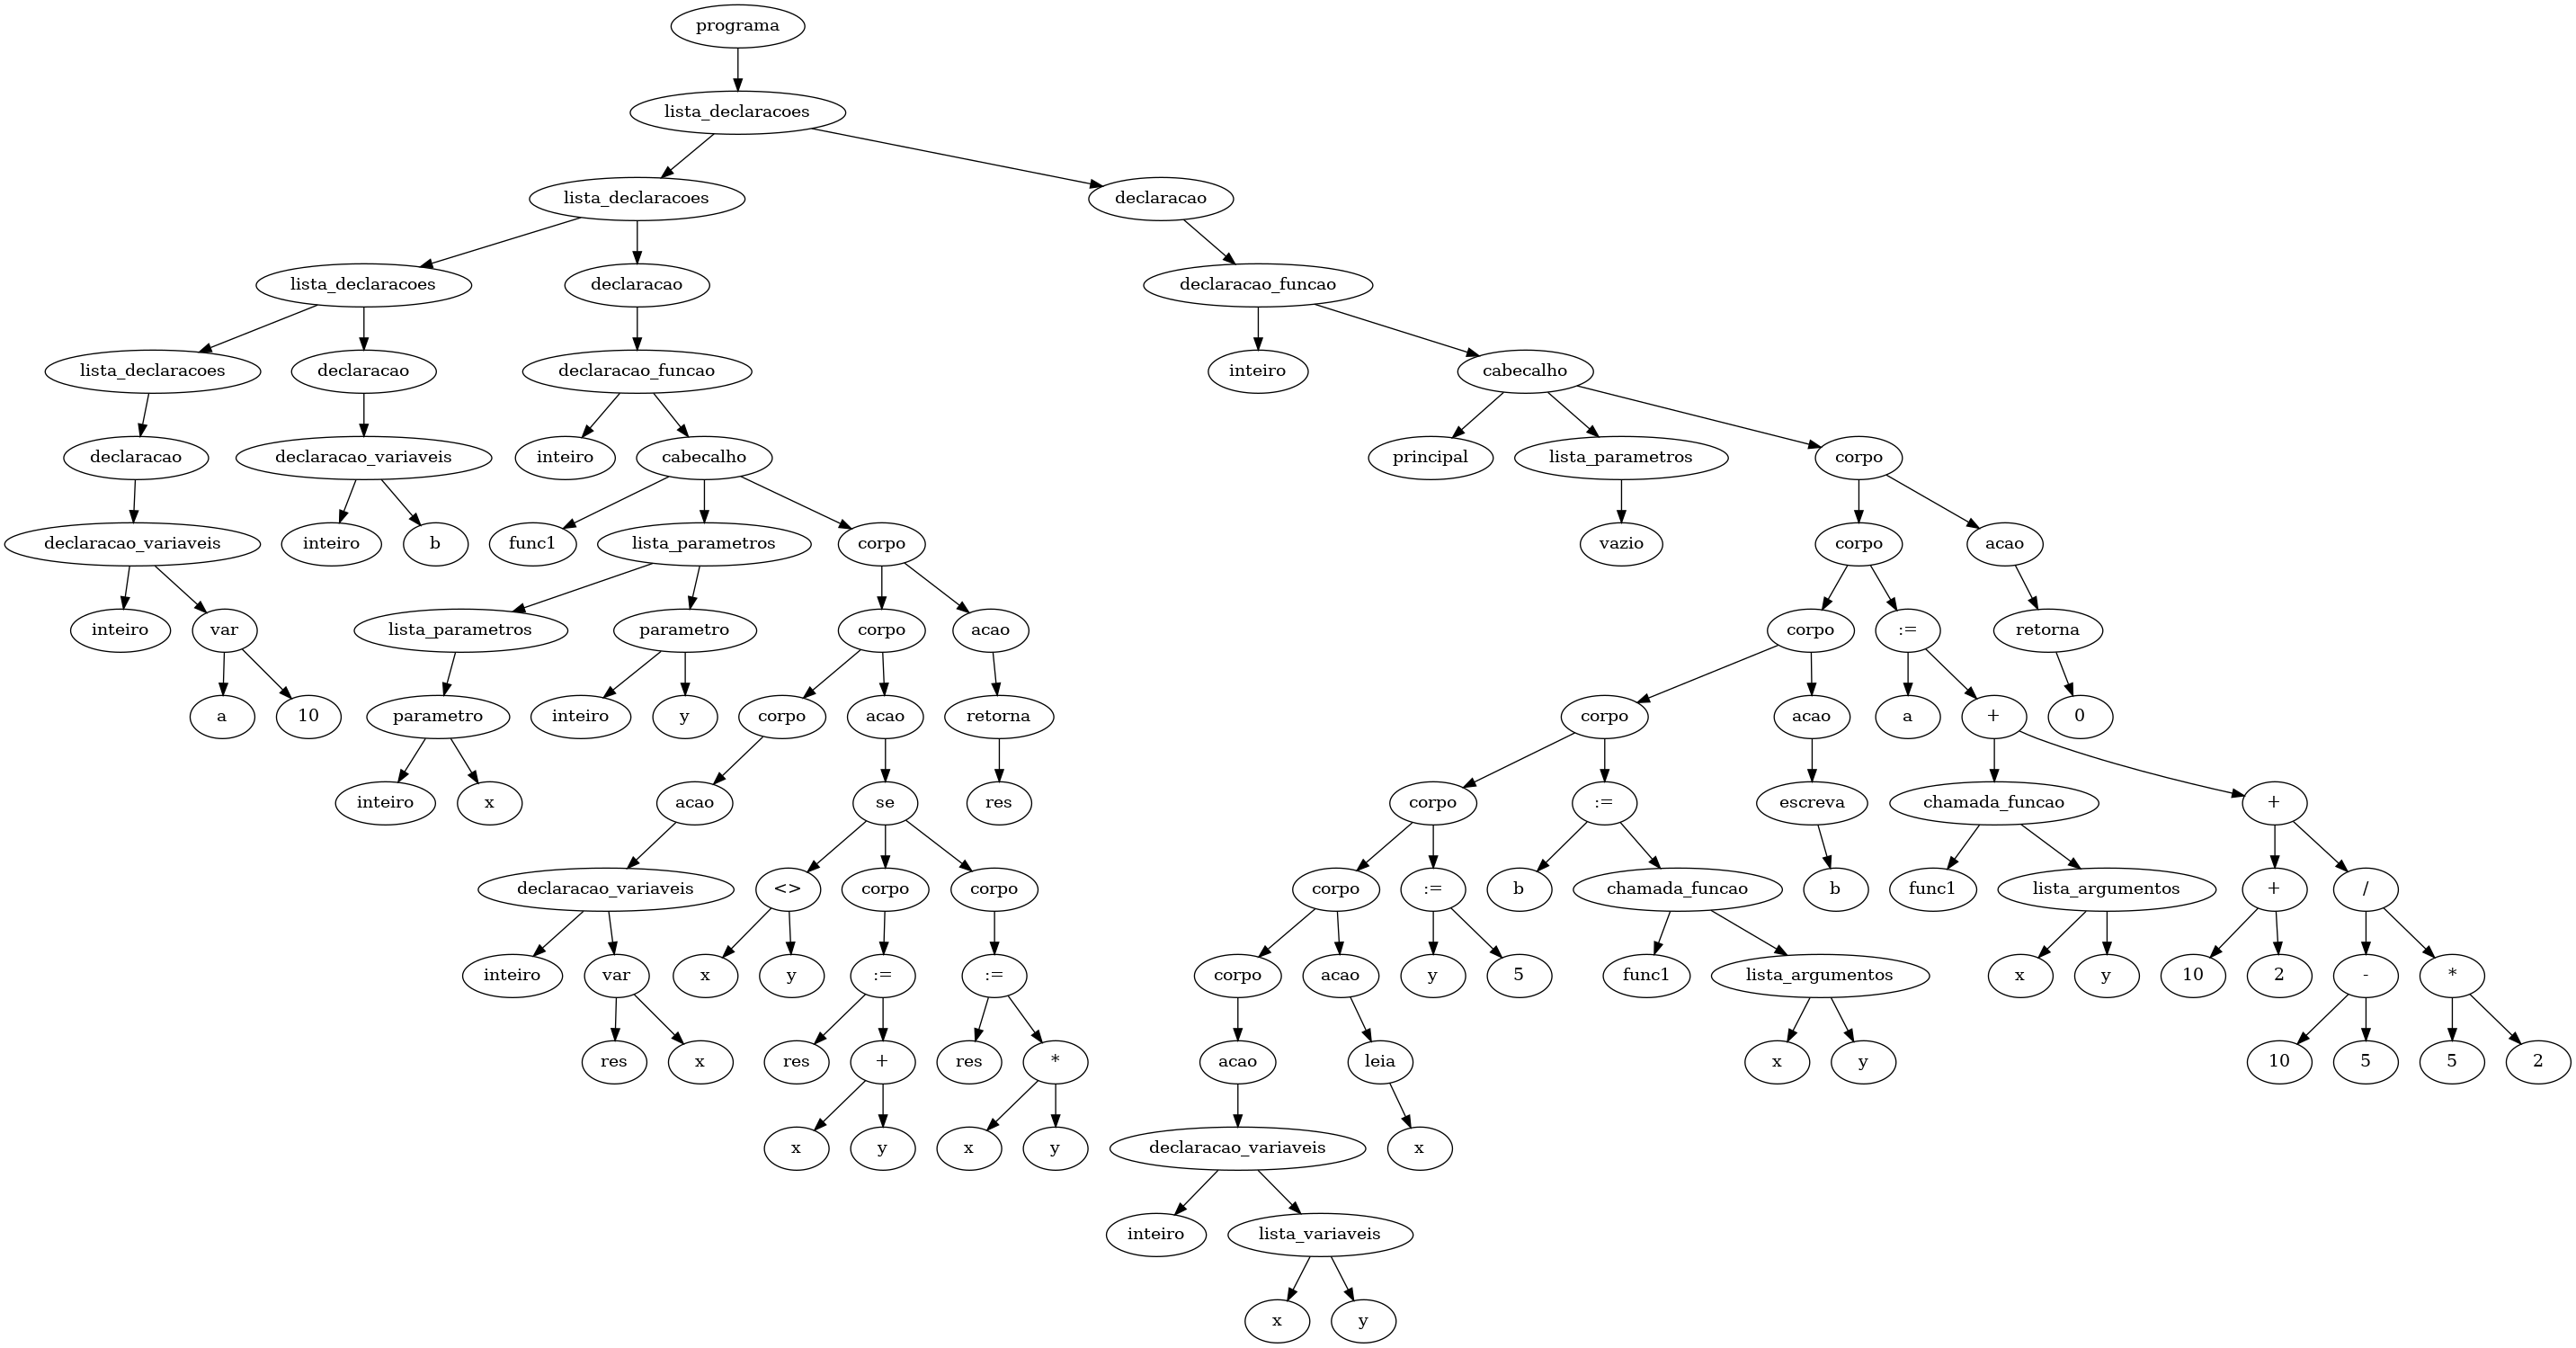 programa
lista_declaracoes
lista_declaracoes
declaracao
lista_declaracoes
declaracao
declaracao_funcao
lista_declaracoes
declaracao
declaracao_funcao
inteiro
cabecalho
declaracao
declaracao_variaveis
inteiro
cabecalho
principal
lista_parametros
corpo
declaracao_variaveis
inteiro
b
func1
lista_parametros
corpo
vazio
corpo
acao
inteiro
var
lista_parametros
parametro
corpo
acao
corpo
:=
retorna
a
10
parametro
inteiro
y
corpo
acao
retorna
corpo
acao
a
+
0
inteiro
x
acao
se
res
corpo
:=
escreva
chamada_funcao
+
declaracao_variaveis
<>
corpo
corpo
corpo
:=
b
chamada_funcao
b
func1
lista_argumentos
+
/
inteiro
var
x
y
:=
:=
corpo
acao
y
5
func1
lista_argumentos
x
y
10
2
-
*
res
x
res
+
res
*
acao
leia
x
y
10
5
5
2
x
y
x
y
declaracao_variaveis
x
inteiro
lista_variaveis
x
y